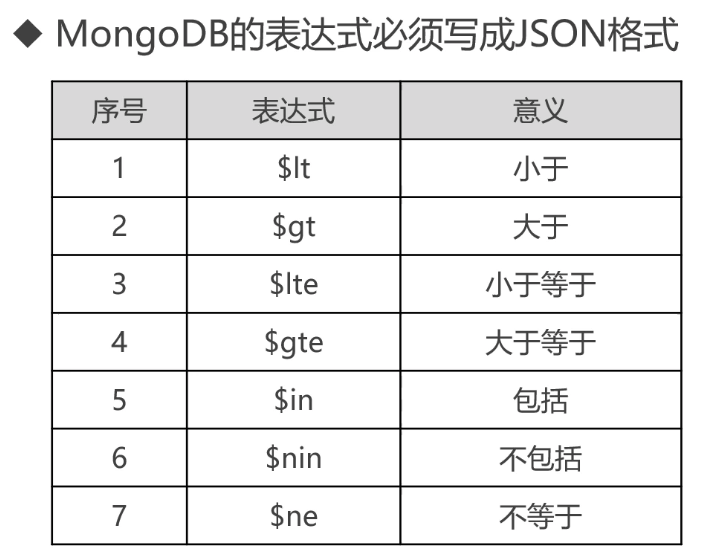 ◆ MongoDB的表达式必须写成JSON格式
序号 表达式 意义
1 $lt 小于
2 $gt 大于
3 $lte 小于等于
4 $gte 大于等于
5 $in 包括
6 $nin 不包括
7 $ne 不等于